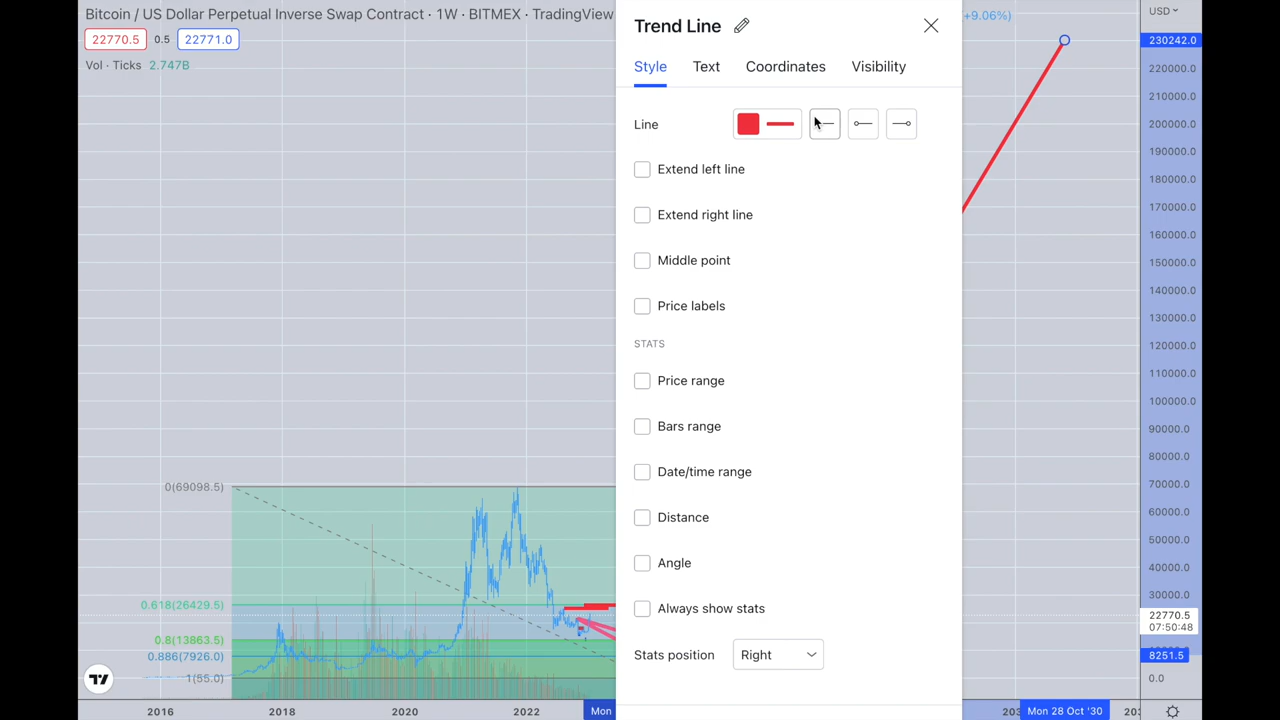 Bitcoin / US Dollar Perpetual Inverse Swap Contract · 1W · BITMEX · TradingView
+9.06%)
USD
22770.5 0.5 22771.0
Vol · Ticks 2.747B
Trend Line
Style Text Coordinates Visibility
Line
Extend left line
Extend right line
Middle point
Price labels
STATS
Price range
Bars range
Date/time range
Distance
Angle
Always show stats
Stats position Right
230242.0
220000.0
210000.0
200000.0
190000.0
180000.0
170000.0
160000.0
150000.0
140000.0
130000.0
120000.0
110000.0
100000.0
90000.0
80000.0
70000.0
60000.0
50000.0
40000.0
30000.0
22770.5
07:50:48
8251.5
0.0
0(69098.5)
0.618(26429.5)
0.8(13863.5)
0.886(7926.0)
1(55.0)
2016 2018 2020 2022 Mon Mon 28 Oct '30